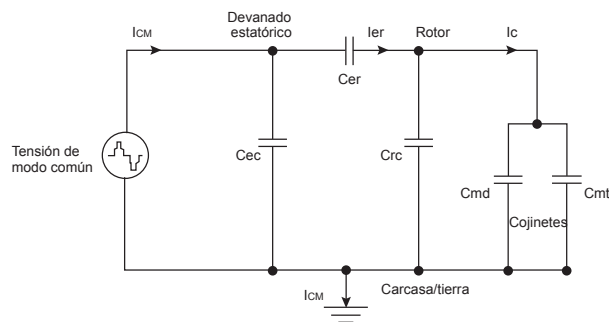 Devanado
estatórico
ICM
Ier
Rotor
Ic
Cer
Tensión de
modo común
Cec
Crc
Cmd
Cmt
Cojinetes
ICM
Carcasa/tierra